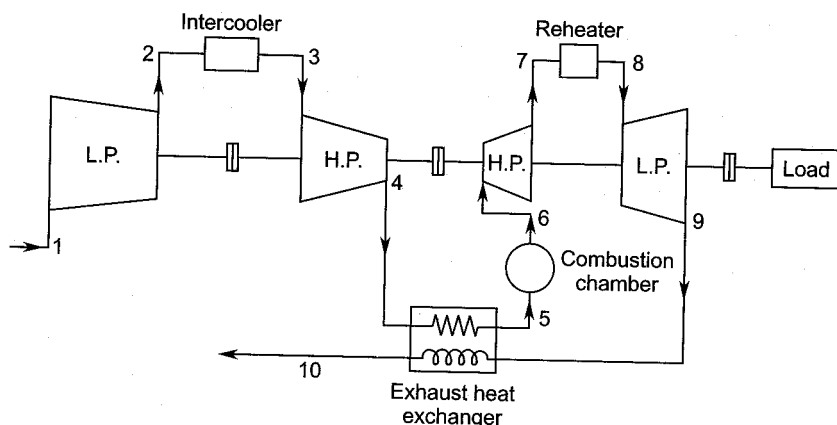 Intercooler
Reheater
2
3
7
8
L.P.
H.P.
H.P.
L.P.
Load
4
6
9
1
Combustion
chamber
5
10
Exhaust heat
exchanger